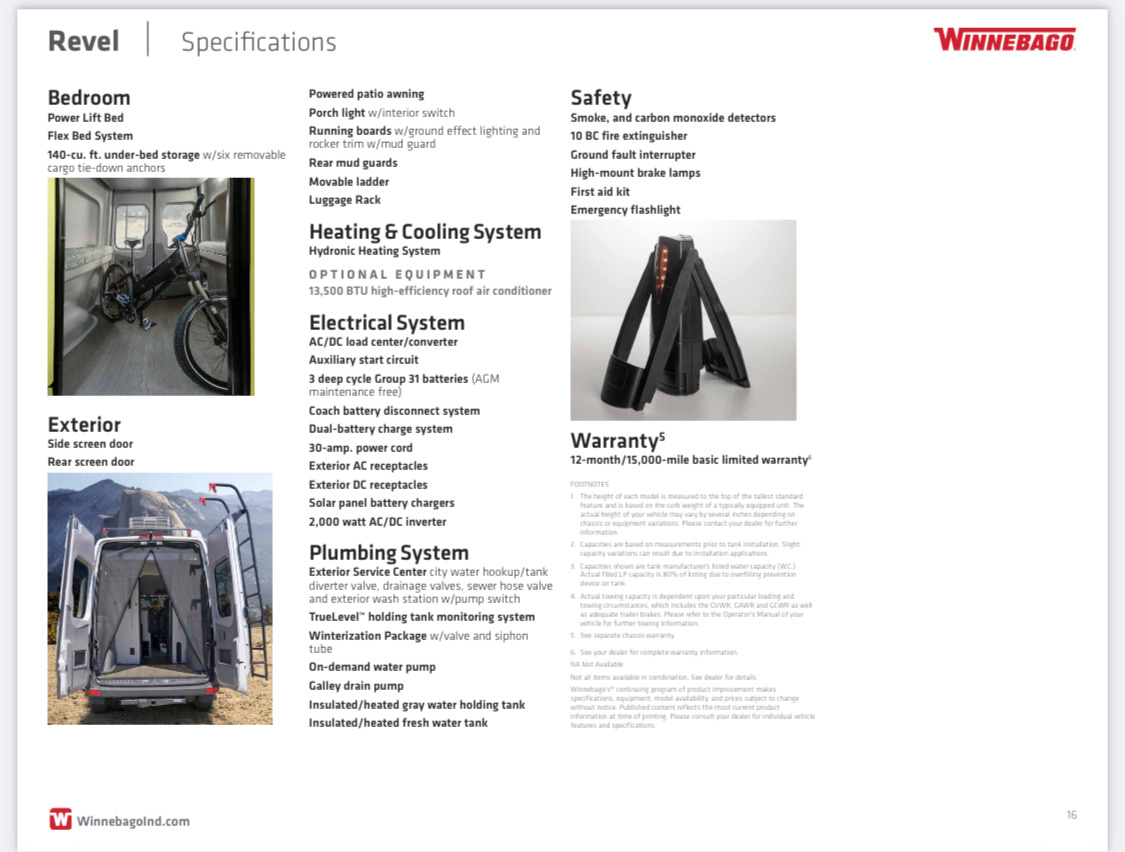 Revel
Specifications
WINNEBAGO
Bedroom
Power Lift Bed
Flex Bed System
140-cu. ft. under-bed storage w/six removable
cargo tie-down anchors
Exterior
Side screen door
Rear screen door
Powered patio awning
Porch light w/interior switch
Running boards w/ground effect lighting and
rocker trim w/mud guard
Rear mud guards
Movable ladder
Luggage Rack
Heating & Cooling System
Hydronic Heating System
OPTIONAL EQUIPMENT
13,500 BTU high-efficiency roof air conditioner
Electrical System
AC/DC load center/converter
Auxiliary start circuit
3 deep cycle Group 31 batteries (AGM
maintenance free)
Coach battery disconnect system
Dual-battery charge system
30-amp. power cord
Exterior AC receptacles
Exterior DC receptacles
Solar panel battery chargers
2,000 watt AC/DC inverter
Plumbing System
Exterior Service Center city water hookup/tank
diverter valve, drainage valves, sewer hose valve
and exterior wash station w/pump switch
TrueLevel™ holding tank monitoring system
Winterization Package w/valve and siphon
tube
On-demand water pump
Galley drain pump
Insulated/heated gray water holding tank
Insulated/heated fresh water tank
Safety
Smoke, and carbon monoxide detectors
10 BC fire extinguisher
Ground fault interrupter
High-mount brake lamps
First aid kit
Emergency flashlight
Warranty⁵
12-month/15,000-mile basic limited warranty⁶
FOOTNOTES
1. The height of each model is measured to the top of the tallest standard
feature and is based on the curb weight of a typically equipped unit. The
actual height of your vehicle may vary by several inches depending on
chassis or equipment variations. Please contact your dealer for further
information.
2. Capacities are based on measurements prior to tank installation. Slight
capacity variations can result due to installation applications.
3. Capacities shown are tank manufacturer's listed water capacity (W.C.)
Actual filled LP capacity is 80% of listing due to overfilling prevention
device on tank.
4. Actual towing capacity is dependent upon your particular loading and
towing circumstances, which includes the GVWR, GAWR and GCWR as well
as adequate trailer brakes. Please refer to the Operator's Manual of your
vehicle for further towing information.
5. See separate chassis warranty.
6. See your dealer for complete warranty information.
NA Not Available
Not all items available in combination. See dealer for details.
Winnebago's® continuing program of product improvement makes
specifications, equipment, model availability, and prices subject to change
without notice. Published content reflects the most current product
information at time of printing. Please consult your dealer for individual vehicle
features and specifications.
W WinnebagoInd.com
16